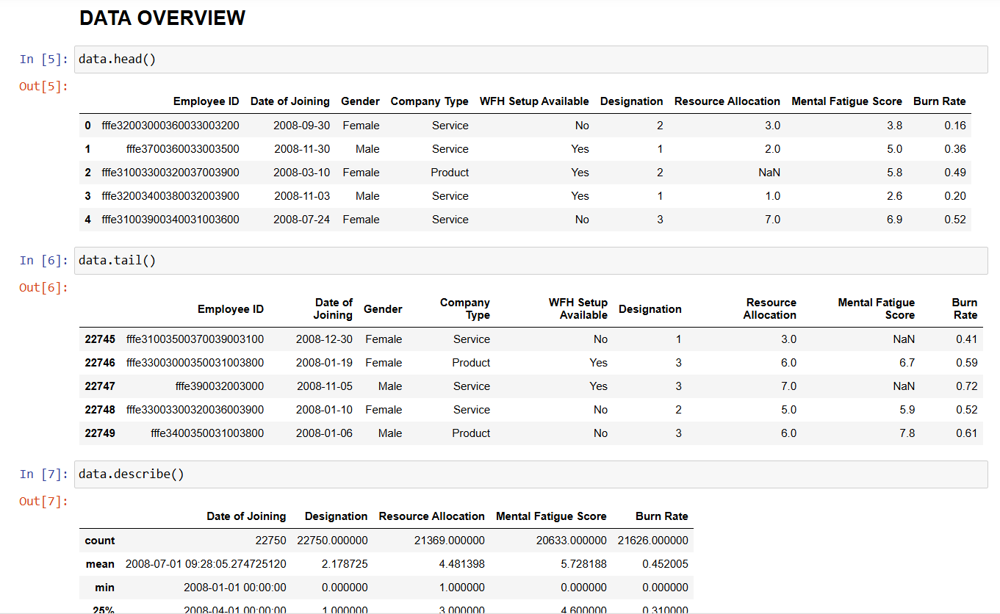 DATA OVERVIEW
In [5]: data.head()
Out[5]:
Employee ID Date of Joining Gender Company Type WFH Setup Available Designation Resource Allocation Mental Fatigue Score Burn Rate
0 fffe32003000360033003200 2008-09-30 Female Service No 2 3.0 3.8 0.16
1 fffe3700360033003500 2008-11-30 Male Service Yes 1 2.0 5.0 0.36
2 fffe31003300320037003900 2008-03-10 Female Product Yes 2 NaN 5.8 0.49
3 fffe32003400380032003900 2008-11-03 Male Service Yes 1 1.0 2.6 0.20
4 fffe31003900340031003600 2008-07-24 Female Service No 3 7.0 6.9 0.52
In [6]: data.tail()
Out[6]:
Employee ID Date of Joining Gender Company Type WFH Setup Available Designation Resource Allocation Mental Fatigue Score Burn Rate
22745 fffe31003500370039003100 2008-12-30 Female Service No 1 3.0 NaN 0.41
22746 fffe33003000350031003800 2008-01-19 Female Product Yes 3 6.0 6.7 0.59
22747 fffe390032003000 2008-11-05 Male Service Yes 3 7.0 NaN 0.72
22748 fffe33003300320036003900 2008-01-10 Female Service No 2 5.0 5.9 0.52
22749 fffe3400350031003800 2008-01-06 Male Product No 3 6.0 7.8 0.61
In [7]: data.describe()
Out[7]:
Date of Joining Designation Resource Allocation Mental Fatigue Score Burn Rate
count 22750 22750.000000 21369.000000 20633.000000 21626.000000
mean 2008-07-01 09:28:05.274725120 2.178725 4.481398 5.728188 0.452005
min 2008-01-01 00:00:00 0.000000 1.000000 0.000000 0.000000
25% 2008-04-01 00:00:00 1.000000 3.000000 4.600000 0.310000